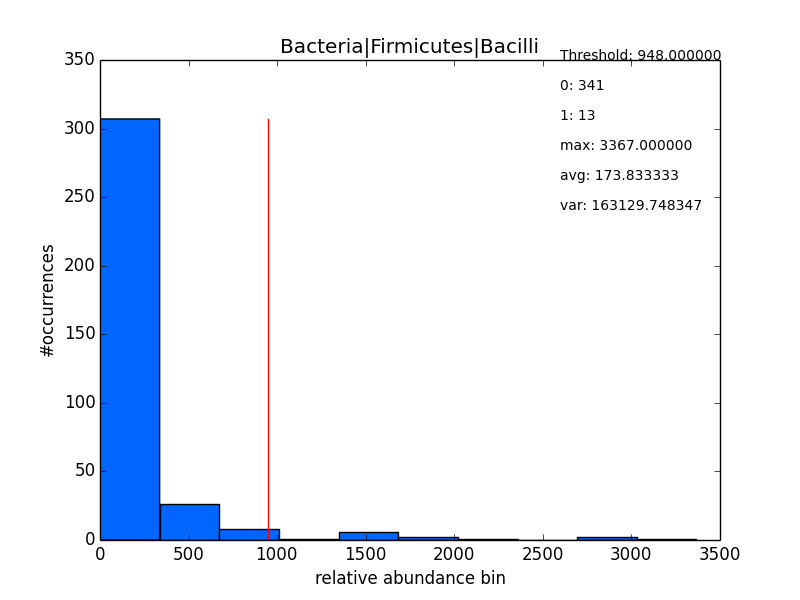 Bacteria|Firmicutes|Bacilli
Threshold: 948.000000
0: 341
1: 13
max: 3367.000000
avg: 173.833333
var: 163129.748347
350
300
250
200
150
100
50
0
#occurrences
0 500 1000 1500 2000 2500 3000 3500
relative abundance bin